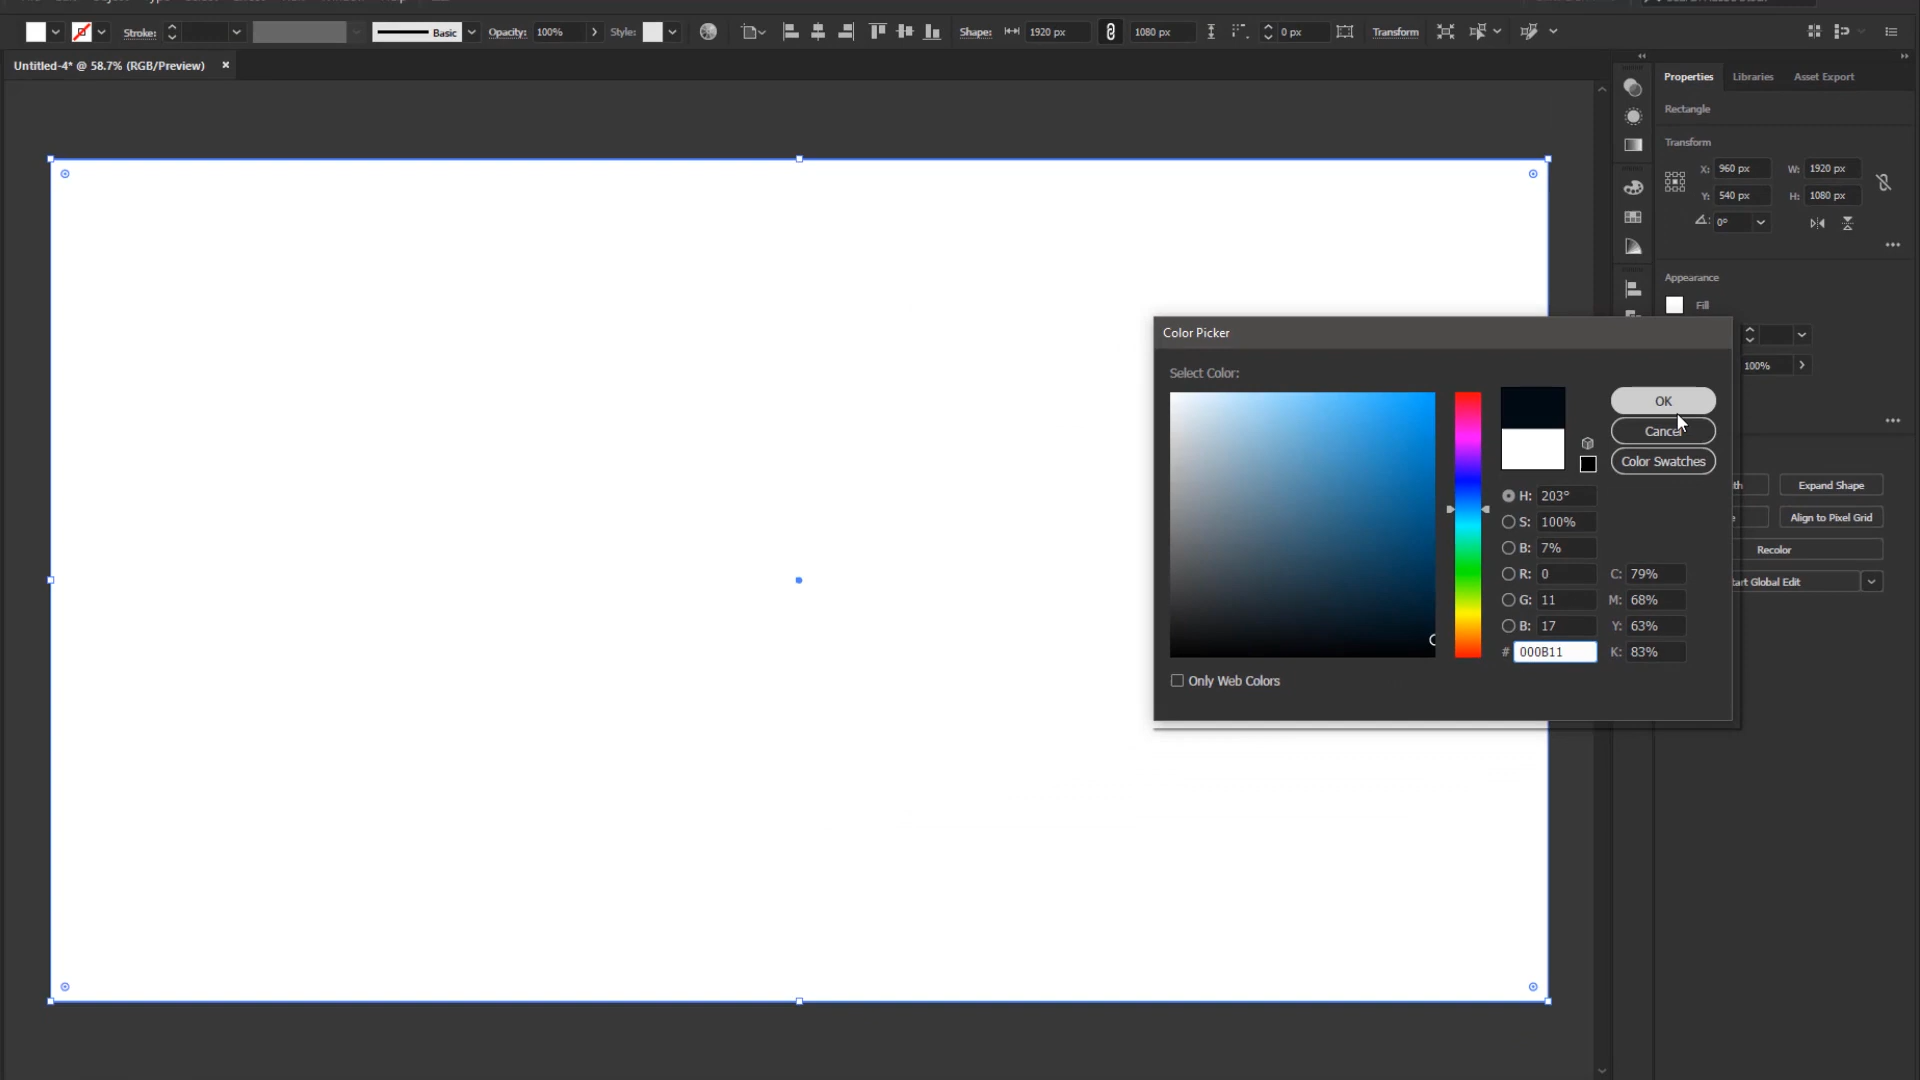 Stroke:
Basic
Opacity:
100%
Style:
Shape:
1920 px
1080 px
0 px
Transform
Untitled-4* @ 58.7% (RGB/Preview)
×
Properties
Libraries
Asset Export
Rectangle
Transform
X: 960 px
W: 1920 px
Y: 540 px
H: 1080 px
0°
Appearance
Fill
100%
Color Picker
Select Color:
OK
Cancel
Color Swatches
H: 203°
S: 100%
B: 7%
R: 0
C: 79%
G: 11
M: 68%
B: 17
Y: 63%
# 000B11
K: 83%
Only Web Colors
Expand Shape
Align to Pixel Grid
Recolor
tart Global Edit